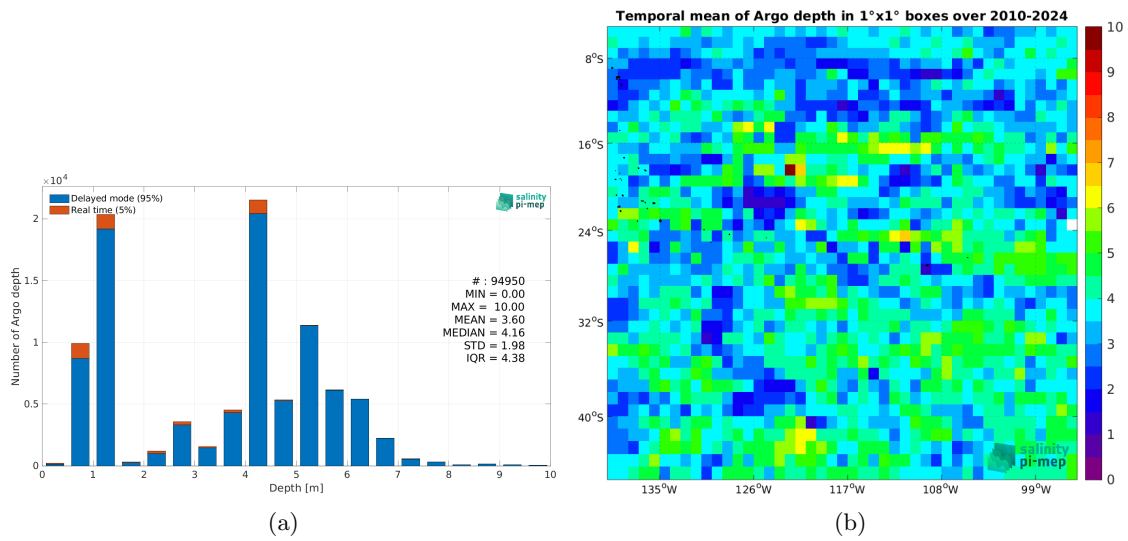 ×10⁴
Delayed mode (95%)
Real time (5%)
salinity
pi-mep
2
1.5
1
0.5
0
Number of Argo depth
# : 94950
MIN = 0.00
MAX = 10.00
MEAN = 3.60
MEDIAN = 4.16
STD = 1.98
IQR = 4.38
0 1 2 3 4 5 6 7 8 9 10
Depth [m]
(a)
Temporal mean of Argo depth in 1°x1° boxes over 2010-2024
8°S
16°S
24°S
32°S
40°S
135°W 126°W 117°W 108°W 99°W
salinity
pi-mep
10
9
8
7
6
5
4
3
2
1
0
(b)